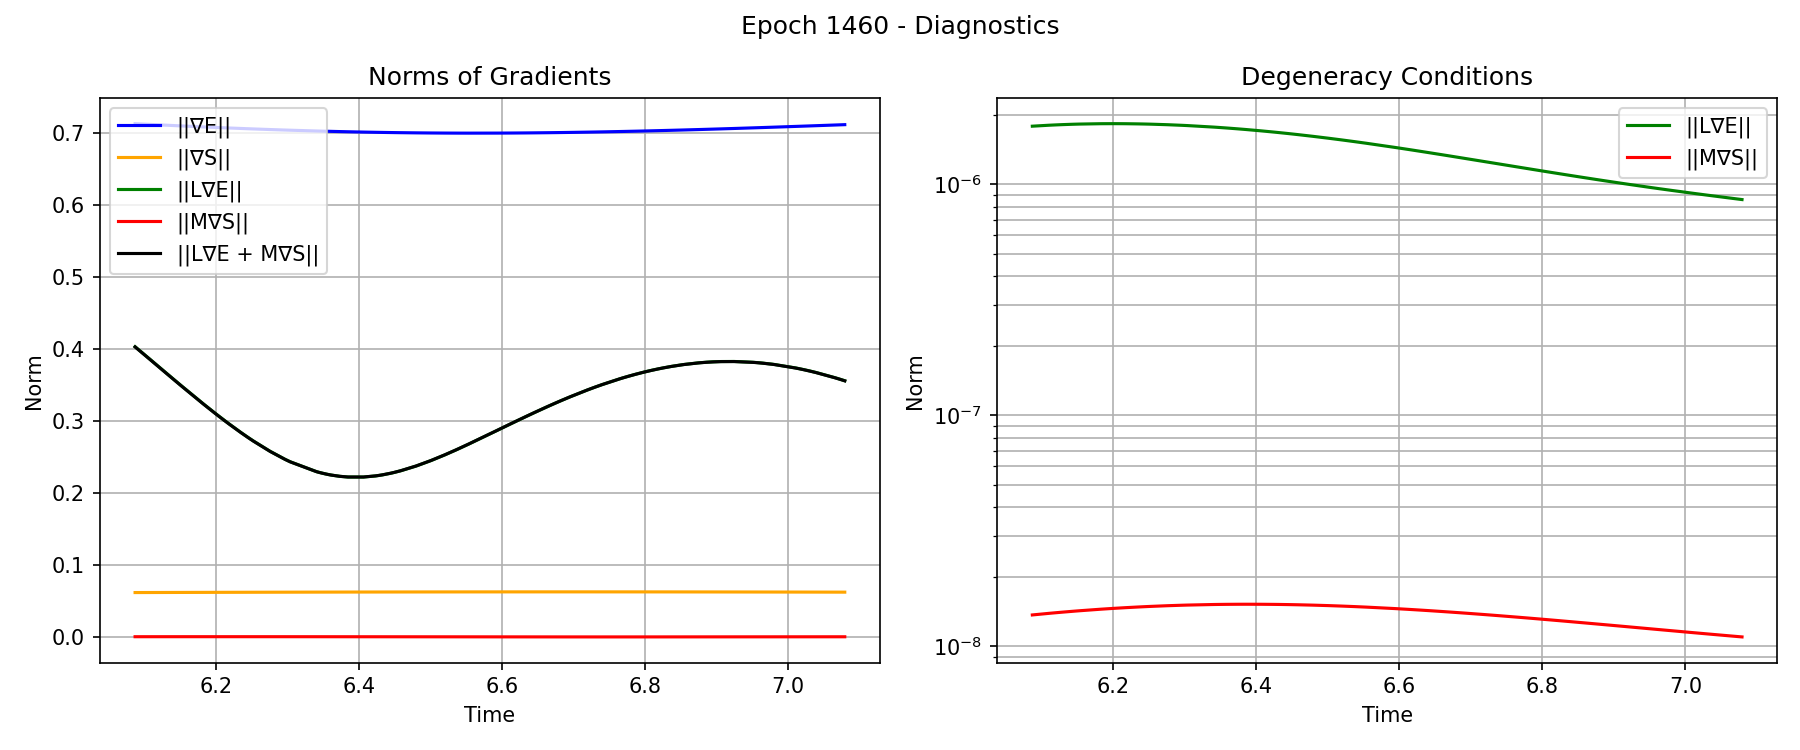 Epoch 1460 - Diagnostics
Norms of Gradients
||∇E||
||∇S||
||L∇E||
||M∇S||
||L∇E + M∇S||
0.7
0.6
0.5
0.4
0.3
0.2
0.1
0.0
Norm
6.2 6.4 6.6 6.8 7.0
Time
Degeneracy Conditions
||L∇E||
||M∇S||
10⁻⁶
10⁻⁷
10⁻⁸
Norm
6.2 6.4 6.6 6.8 7.0
Time